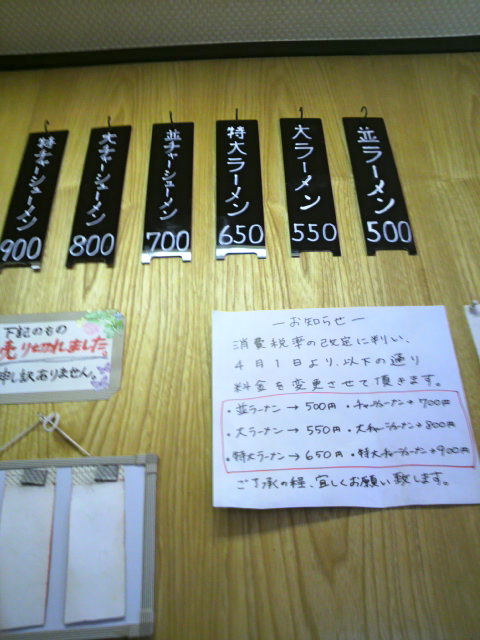 並ラーメン
500
大ラーメン
550
特大ラーメン
650
並チャーシューメン
700
大チャーシューメン
800
特チャーシューメン
900
ーお知らせー
消費税率の改定に判い、
4月1日より、以下の通り
料金を変更させて頂きます。
・並ラーメン→500円・チャーシューメン→700円
・大ラーメン→550円・大チャーシューメン→800円
・特大ラーメン→650円・特大チャーシューメン→900円
ご了承の程、宜しくお願い致します。
下記のもの
売り切れました。
申し訳ありません。